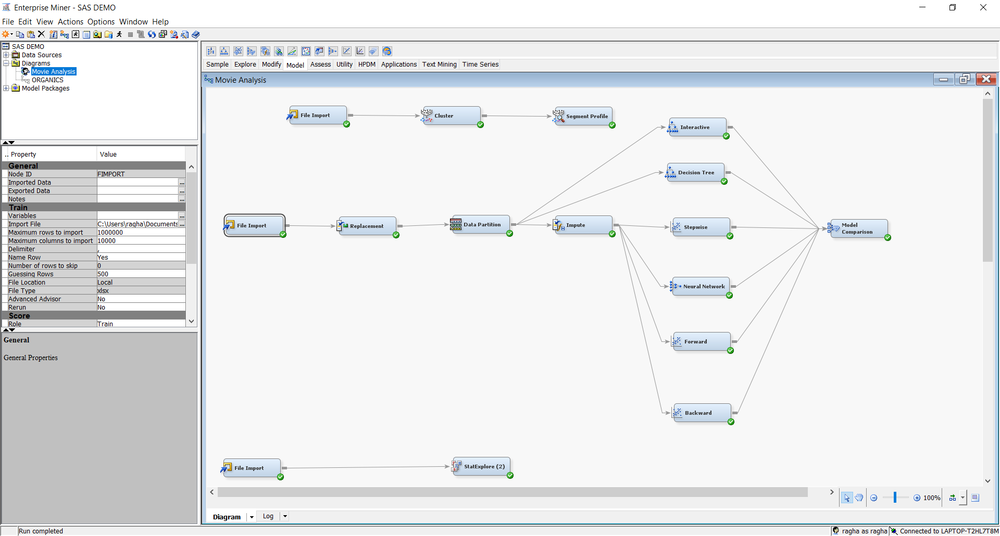 Enterprise Miner - SAS DEMO
File Edit View Actions Options Window Help
SAS DEMO
Data Sources
Diagrams
Movie Analysis
ORGANICS
Model Packages
.. Property Value
General
Node ID FIMPORT
Imported Data ...
Exported Data ...
Notes ...
Train
Variables ...
Import File C:\Users\ragha\Documents ...
Maximum rows to import 1000000
Maximum columns to import 10000
Delimiter ,
Name Row Yes
Number of rows to skip 0
Guessing Rows 500
File Location Local
File Type xlsx
Advanced Advisor No
Rerun No
Score
Role Train
General
General Properties
Sample Explore Modify Model Assess Utility HPDM Applications Text Mining Time Series
Movie Analysis
File Import
Cluster
Segment Profile
Interactive
Decision Tree
File Import
Replacement
Data Partition
Impute
Stepwise
Model
Comparison
Neural Network
Forward
Backward
File Import
StatExplore (2)
100%
Diagram Log
Run completed
ragha as ragha Connected to LAPTOP-T2HL7T8M